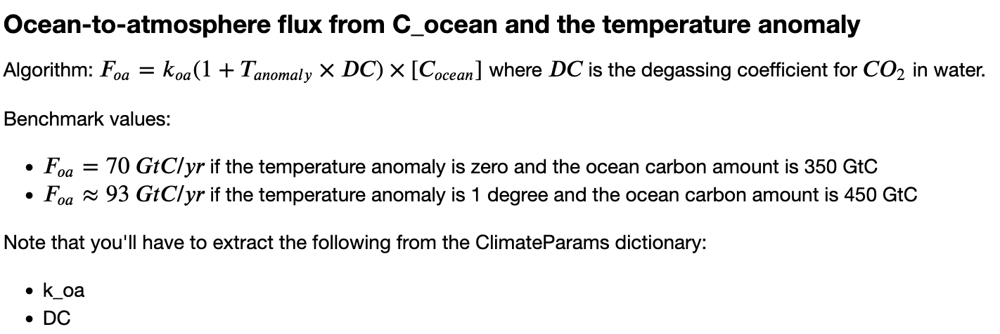 Ocean-to-atmosphere flux from C_ocean and the temperature anomaly
Algorithm: F_{oa} = k_{oa}(1 + T_{anomaly} × DC) × [C_{ocean}] where DC is the degassing coefficient for CO_2 in water.
Benchmark values:
• F_{oa} = 70 GtC/yr if the temperature anomaly is zero and the ocean carbon amount is 350 GtC
• F_{oa} ≈ 93 GtC/yr if the temperature anomaly is 1 degree and the ocean carbon amount is 450 GtC
Note that you'll have to extract the following from the ClimateParams dictionary:
• k_oa
• DC